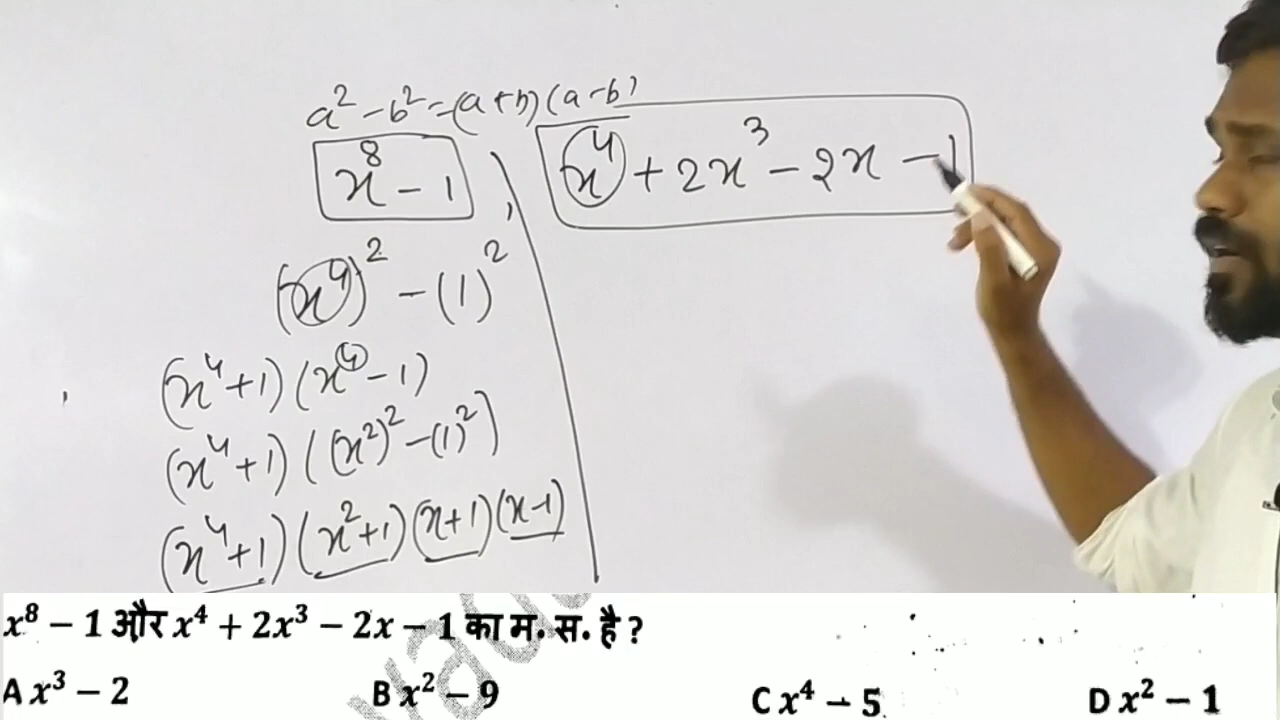 a² - b² = (a+b)(a-b)
x⁸ - 1 , x⁴ + 2x³ - 2x - 1
(x⁴)² - (1)²
(x⁴+1)(x⁴-1)
(x⁴+1)((x²)²-(1)²)
(x⁴+1)(x²+1)(x+1)(x-1)
x⁸ − 1 और x⁴ + 2x³ − 2x − 1 का म. स. है ?
A x³ − 2 B x² − 9 C x⁴ − 5 D x² − 1